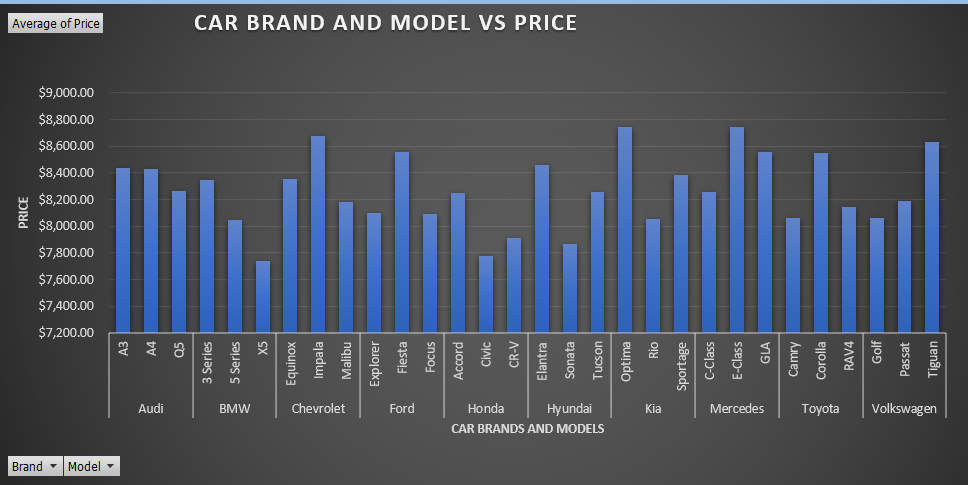 Average of Price
CAR BRAND AND MODEL VS PRICE
$9,000.00
$8,800.00
$8,600.00
$8,400.00
$8,200.00
$8,000.00
$7,800.00
$7,600.00
$7,400.00
$7,200.00
PRICE
A3
A4
Q5
3 Series
5 Series
X5
Equinox
Impala
Malibu
Explorer
Fiesta
Focus
Accord
Civic
CR-V
Elantra
Sonata
Tucson
Optima
Rio
Sportage
C-Class
E-Class
GLA
Camry
Corolla
RAV4
Golf
Passat
Tiguan
Audi BMW Chevrolet Ford Honda Hyundai Kia Mercedes Toyota Volkswagen
CAR BRANDS AND MODELS
Brand Model